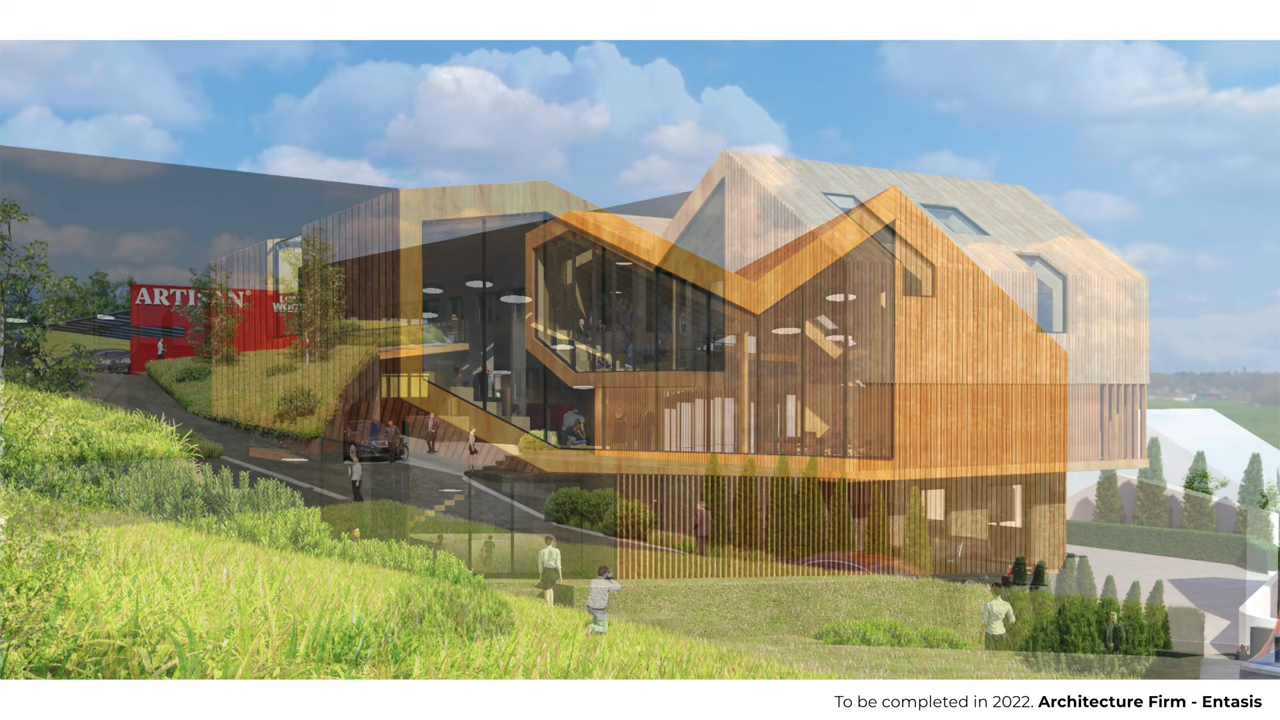 ARTISAN®
To be completed in 2022. Architecture Firm - Entasis